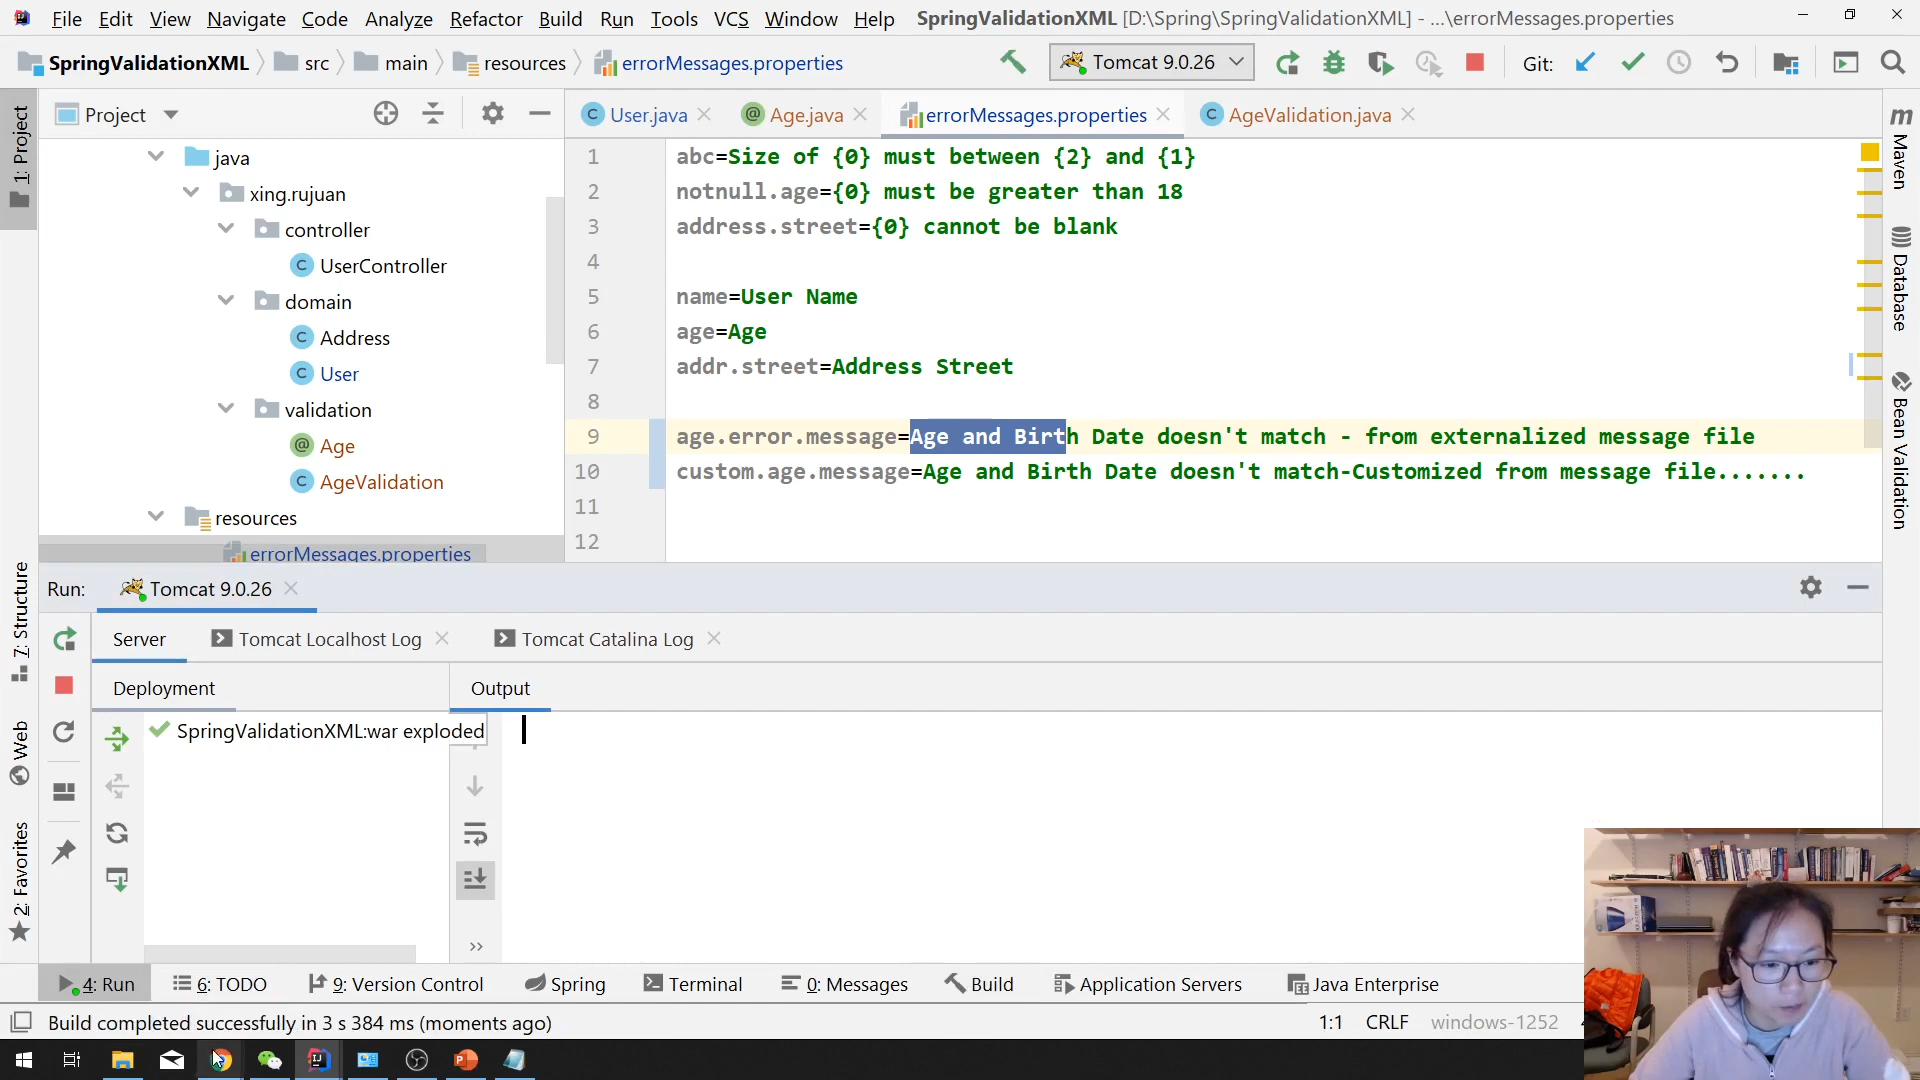 File Edit View Navigate Code Analyze Refactor Build Run Tools VCS Window Help SpringValidationXML [D:\Spring\SpringValidationXML] - ...\errorMessages.properties
SpringValidationXML src main resources errorMessages.properties
Tomcat 9.0.26
Git:
1: Project
Project
java
xing.rujuan
controller
UserController
domain
Address
User
validation
Age
AgeValidation
resources
errorMessages.properties
User.java Age.java errorMessages.properties AgeValidation.java
1 abc=Size of {0} must between {2} and {1}
2 notnull.age={0} must be greater than 18
3 address.street={0} cannot be blank
4
5 name=User Name
6 age=Age
7 addr.street=Address Street
8
9 age.error.message=Age and Birth Date doesn't match - from externalized message file
10 custom.age.message=Age and Birth Date doesn't match-Customized from message file.......
11
12
Maven
Database
Bean Validation
7: Structure
Web
2: Favorites
Run: Tomcat 9.0.26
Server Tomcat Localhost Log Tomcat Catalina Log
Deployment Output
SpringValidationXML:war exploded
4: Run 6: TODO 9: Version Control Spring Terminal 0: Messages Build Application Servers Java Enterprise
Build completed successfully in 3 s 384 ms (moments ago)
1:1 CRLF windows-1252